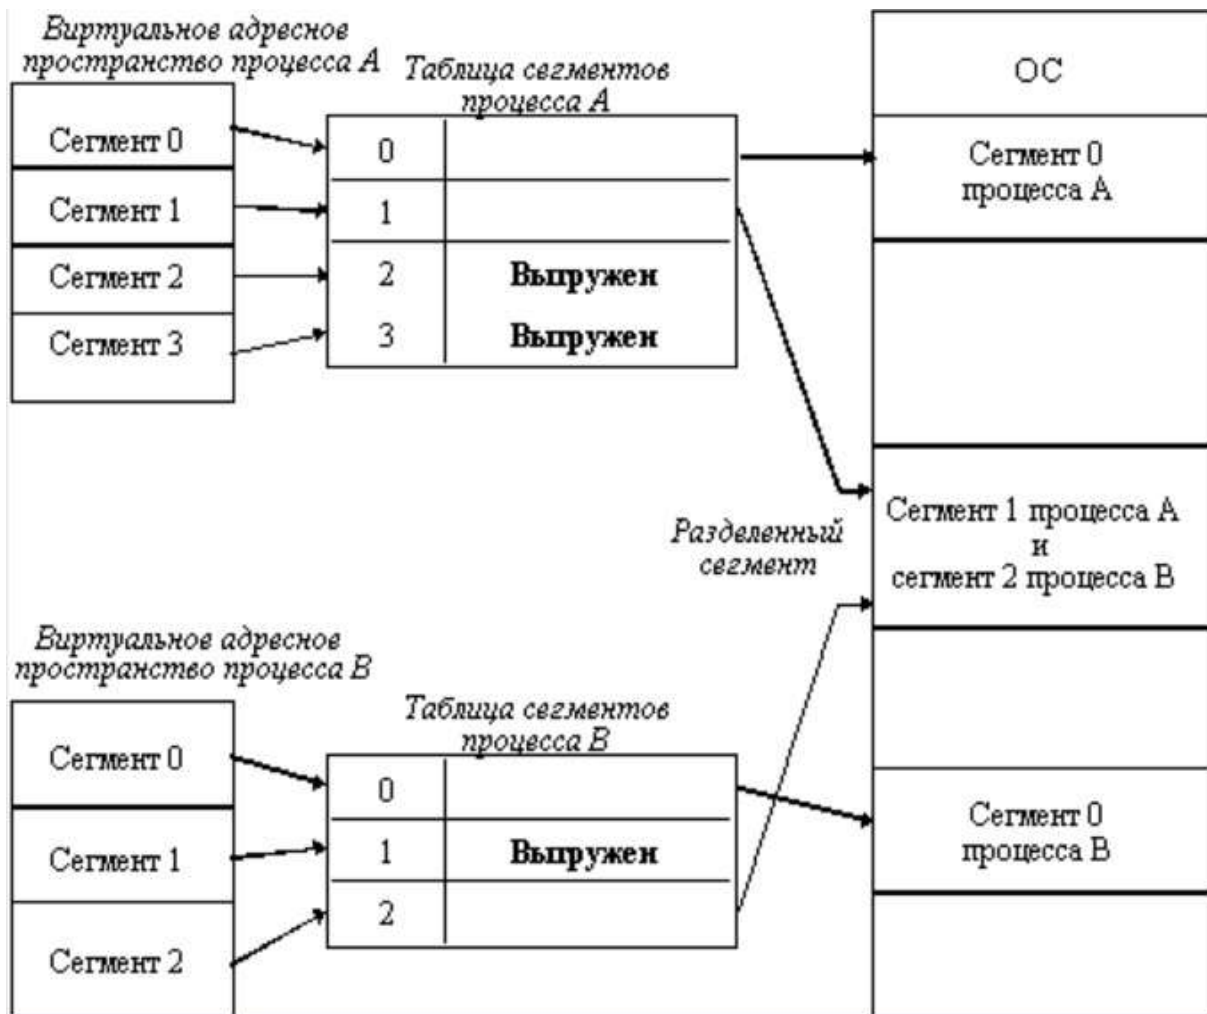 Виртуальное адресное
пространство процесса А
Сегмент 0
Сегмент 1
Сегмент 2
Сегмент 3
Таблица сегментов
процесса А
0
1
2 Выгружен
3 Выгружен
ОС
Сегмент 0
процесса А
Сегмент 1 процесса А
и
сегмент 2 процесса В
Сегмент 0
процесса В
Разделенный
сегмент
Виртуальное адресное
пространство процесса В
Сегмент 0
Сегмент 1
Сегмент 2
Таблица сегментов
процесса В
0
1 Выгружен
2